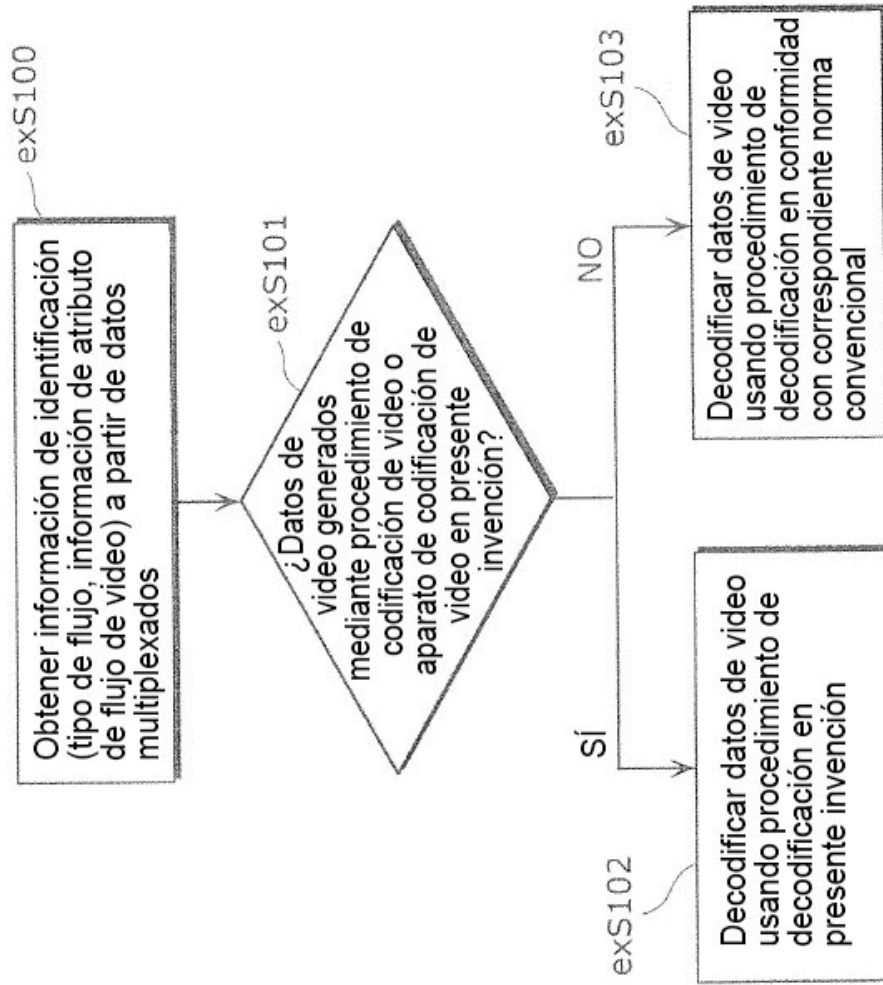 exS100
Obtener información de identificación
(tipo de flujo, información de atributo
de flujo de video) a partir de datos
multiplexados
exS101
¿Datos de
video generados
mediante procedimiento de
codificación de video o
aparato de codificación de
video en presente
invención?
SÍ
NO
exS102
Decodificar datos de video
usando procedimiento de
decodificación en
presente invención
exS103
Decodificar datos de video
usando procedimiento de
decodificación en conformidad
con correspondiente norma
convencional